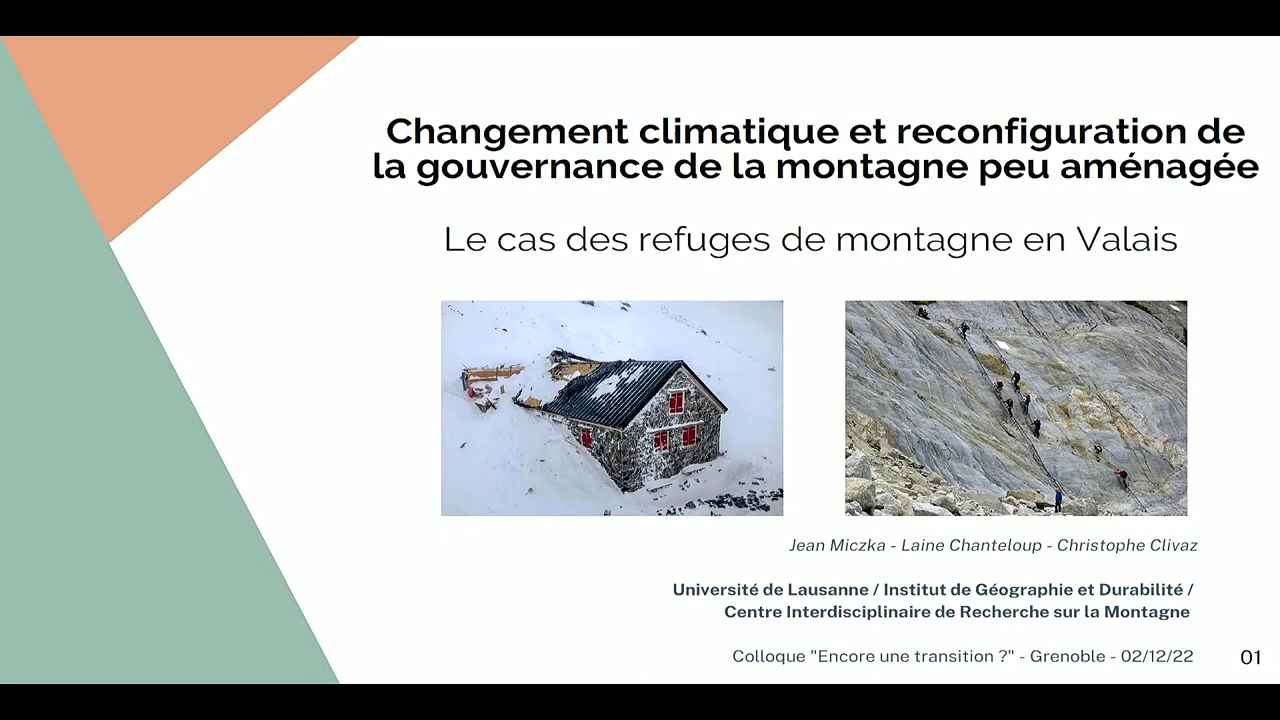 Changement climatique et reconfiguration de
la gouvernance de la montagne peu aménagée
Le cas des refuges de montagne en Valais
Jean Miczka - Laine Chanteloup - Christophe Clivaz
Université de Lausanne / Institut de Géographie et Durabilité /
Centre Interdisciplinaire de Recherche sur la Montagne
Colloque "Encore une transition ?" - Grenoble - 02/12/22
01